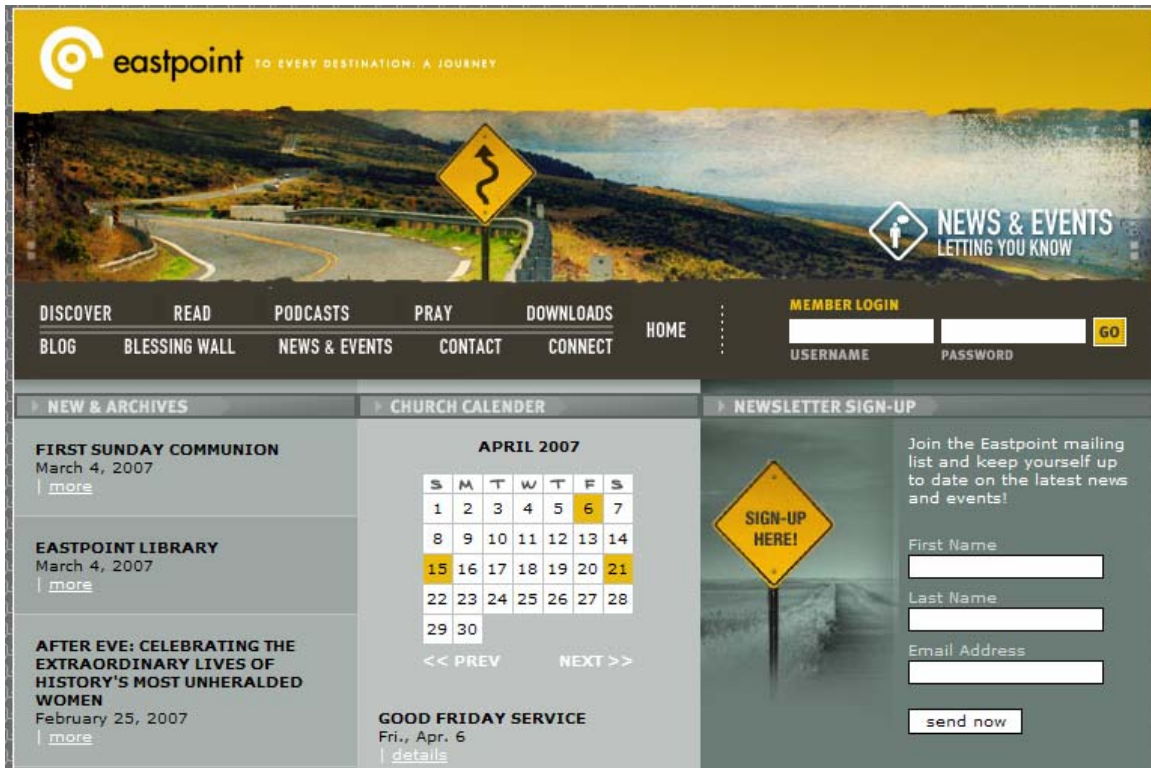 eastpoint TO EVERY DESTINATION: A JOURNEY
NEWS & EVENTS
LETTING YOU KNOW
DISCOVER READ PODCASTS PRAY DOWNLOADS
BLOG BLESSING WALL NEWS & EVENTS CONTACT CONNECT
HOME
MEMBER LOGIN
GO
USERNAME PASSWORD
NEW & ARCHIVES
FIRST SUNDAY COMMUNION
March 4, 2007
| more
EASTPOINT LIBRARY
March 4, 2007
| more
AFTER EVE: CELEBRATING THE
EXTRAORDINARY LIVES OF
HISTORY'S MOST UNHERALDED
WOMEN
February 25, 2007
| more
CHURCH CALENDER
APRIL 2007
S M T W T F S
1 2 3 4 5 6 7
8 9 10 11 12 13 14
15 16 17 18 19 20 21
22 23 24 25 26 27 28
29 30
<< PREV NEXT >>
GOOD FRIDAY SERVICE
Fri., Apr. 6
| details
NEWSLETTER SIGN-UP
SIGN-UP
HERE!
Join the Eastpoint mailing
list and keep yourself up
to date on the latest news
and events!
First Name
Last Name
Email Address
send now